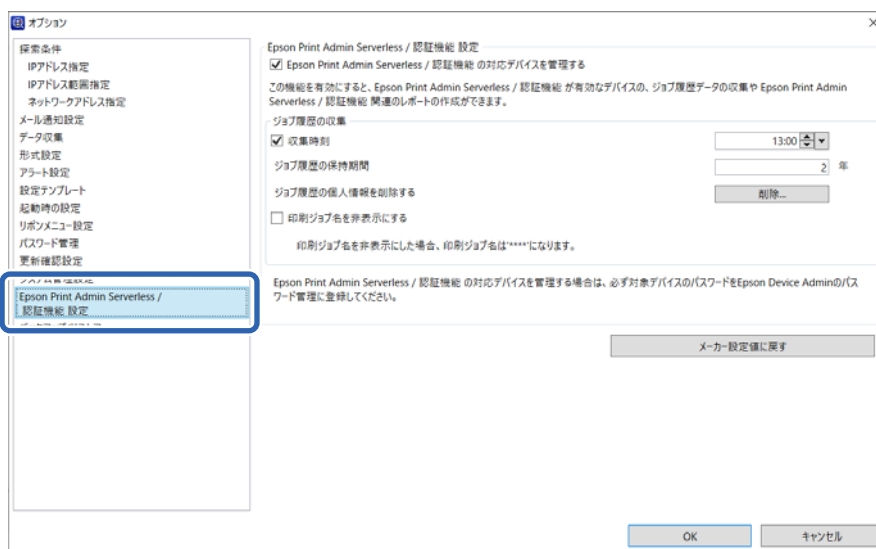 オプション
探索条件
IPアドレス指定
IPアドレス範囲指定
ネットワークアドレス指定
メール通知設定
データ収集
形式設定
アラート設定
設定テンプレート
起動時の設定
リボンメニュー設定
パスワード管理
更新確認設定
システム管理設定
Epson Print Admin Serverless /
認証機能 設定
Epson Print Admin Serverless / 認証機能 設定
Epson Print Admin Serverless / 認証機能 の対応デバイスを管理する
この機能を有効にすると、Epson Print Admin Serverless / 認証機能 が有効なデバイスの、ジョブ履歴データの収集や Epson Print Admin
Serverless / 認証機能 関連のレポートの作成ができます。
ジョブ履歴の収集
収集時刻 13:00
ジョブ履歴の保持期間 2 年
ジョブ履歴の個人情報を削除する 削除...
印刷ジョブ名を非表示にする
印刷ジョブ名を非表示にした場合、印刷ジョブ名は'****'になります。
Epson Print Admin Serverless / 認証機能 の対応デバイスを管理する場合は、必ず対象デバイスのパスワードをEpson Device Adminのパス
ワード管理に登録してください。
メーカー設定値に戻す
OK キャンセル